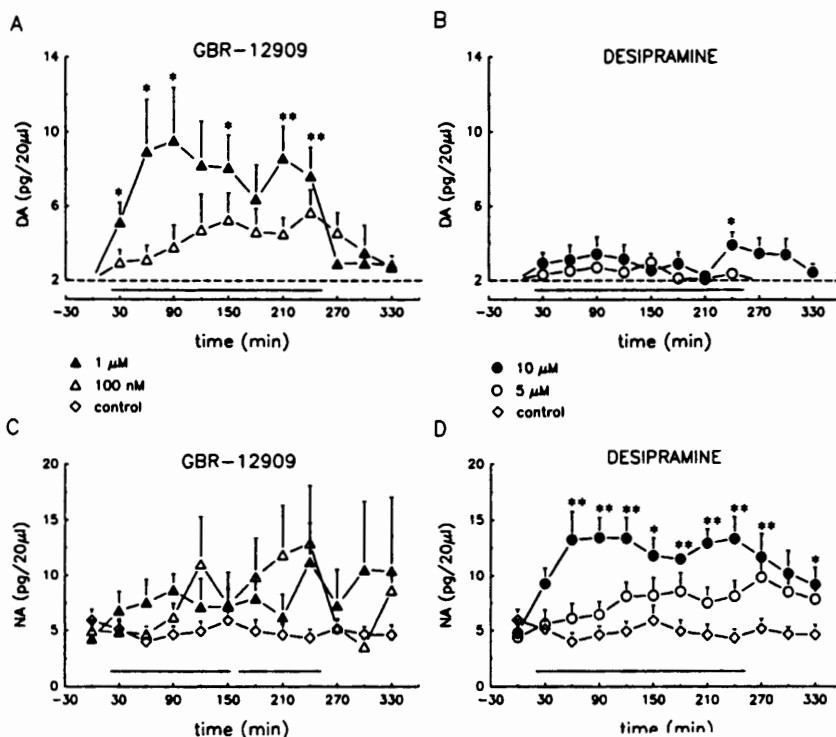 A
GBR-12909
DA (pg/20µl)
14
10
6
2
* * * * ** **
-30 30 90 150 210 270 330
time (min)
▲ 1 µM
△ 100 nM
◇ control
B
DESIPRAMINE
DA (pg/20µl)
14
10
6
2
*
-30 30 90 150 210 270 330
time (min)
● 10 µM
○ 5 µM
◇ control
C
GBR-12909
NA (pg/20µl)
20
15
10
5
0
-30 30 90 150 210 270 330
time (min)
D
DESIPRAMINE
NA (pg/20µl)
20
15
10
5
0
** ** ** * ** ** ** ** *
-30 30 90 150 210 270 330
time (min)